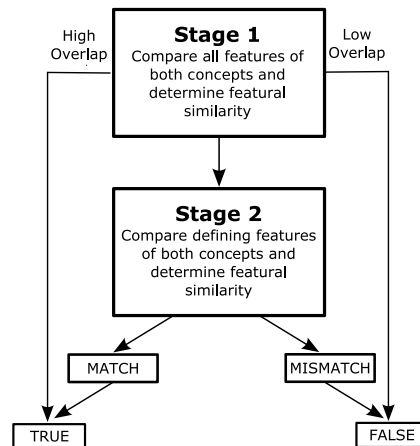 High
Overlap
Stage 1
Compare all features of
both concepts and
determine featural
similarity
Low
Overlap
Stage 2
Compare defining features
of both concepts and
determine featural
similarity
MATCH
MISMATCH
TRUE
FALSE